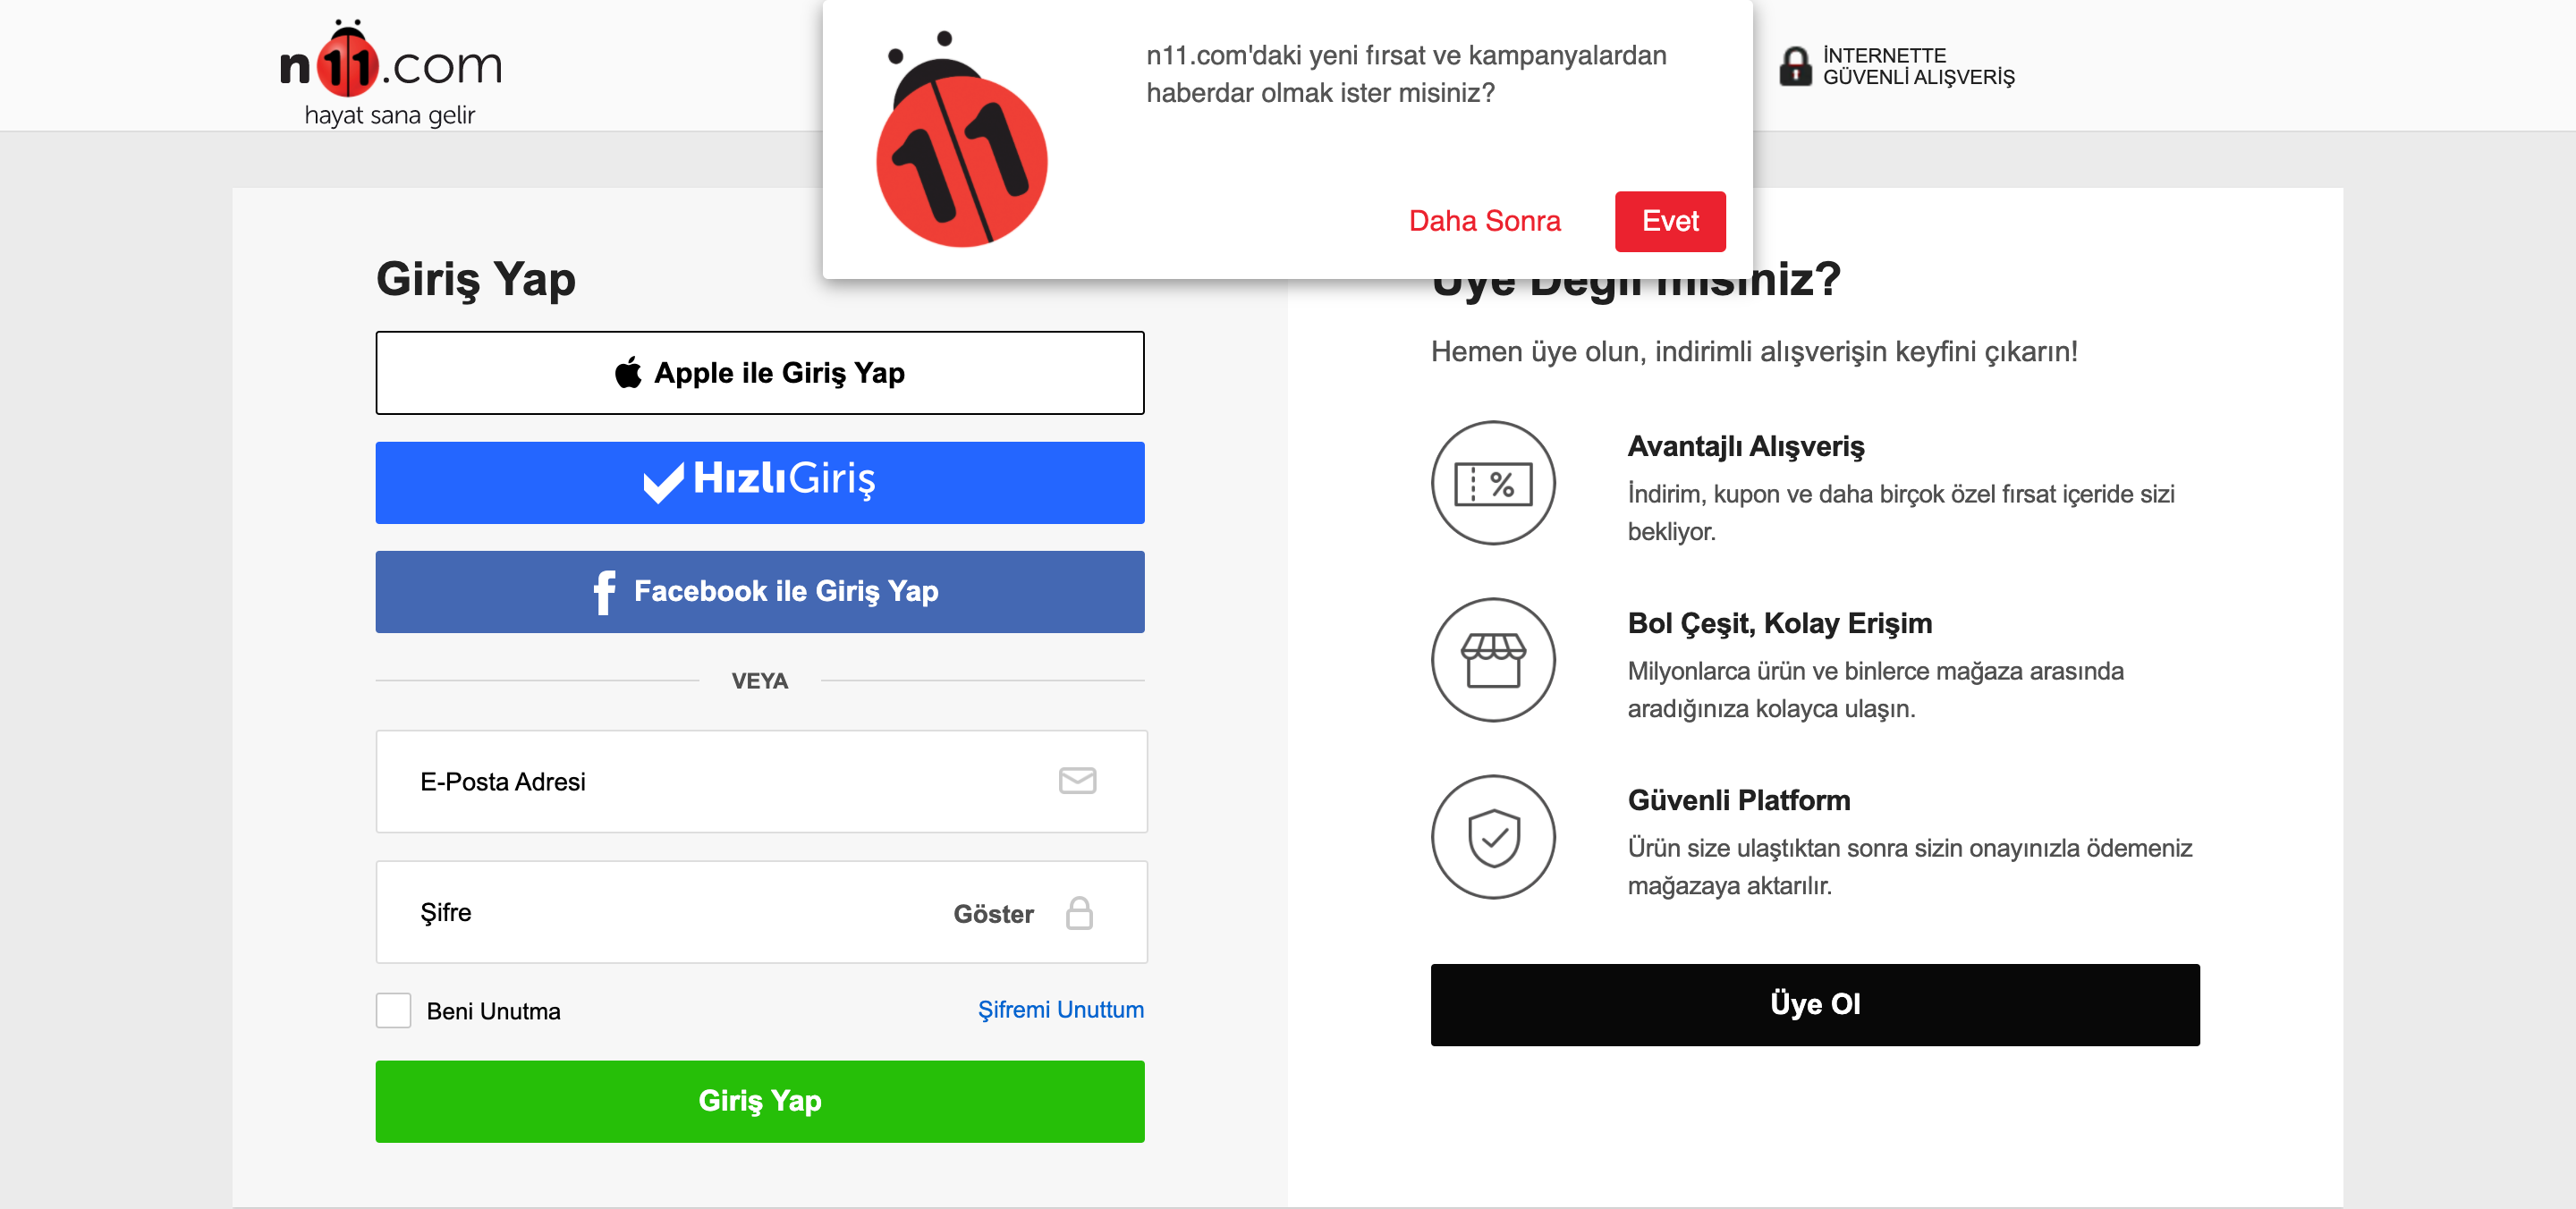 n11.com
hayat sana gelir
n11.com'daki yeni fırsat ve kampanyalardan
haberdar olmak ister misiniz?
Daha Sonra
Evet
11
İNTERNETTE
GÜVENLİ ALIŞVERİŞ
Giriş Yap
Apple ile Giriş Yap
HızlıGiriş
Facebook ile Giriş Yap
VEYA
E-Posta Adresi
Şifre
Göster
Beni Unutma
Şifremi Unuttum
Giriş Yap
Üye Değil misiniz?
Hemen üye olun, indirimli alışverişin keyfini çıkarın!
Avantajlı Alışveriş
İndirim, kupon ve daha birçok özel fırsat içeride sizi
bekliyor.
Bol Çeşit, Kolay Erişim
Milyonlarca ürün ve binlerce mağaza arasında
aradığınıza kolayca ulaşın.
Güvenli Platform
Ürün size ulaştıktan sonra sizin onayınızla ödemeniz
mağazaya aktarılır.
Üye Ol